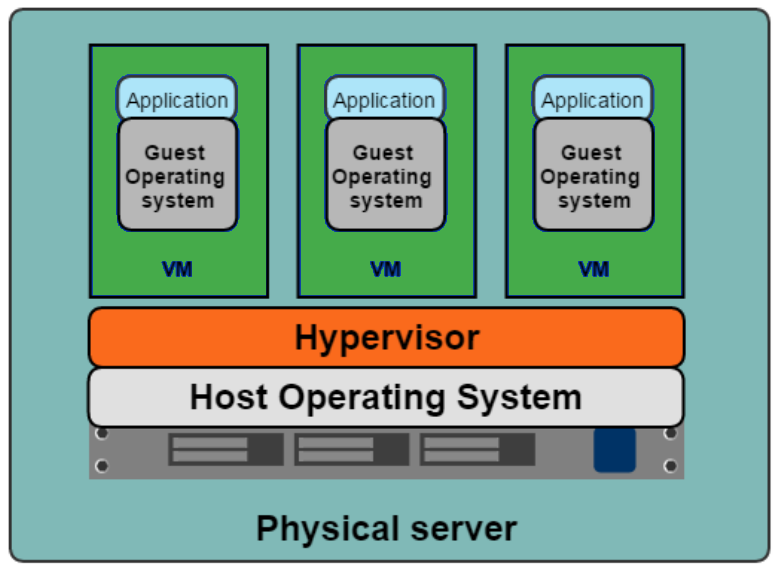 Application Application Application
Guest Operating system
Guest Operating system
Guest Operating system
VM VM VM
Hypervisor
Host Operating System
Physical server